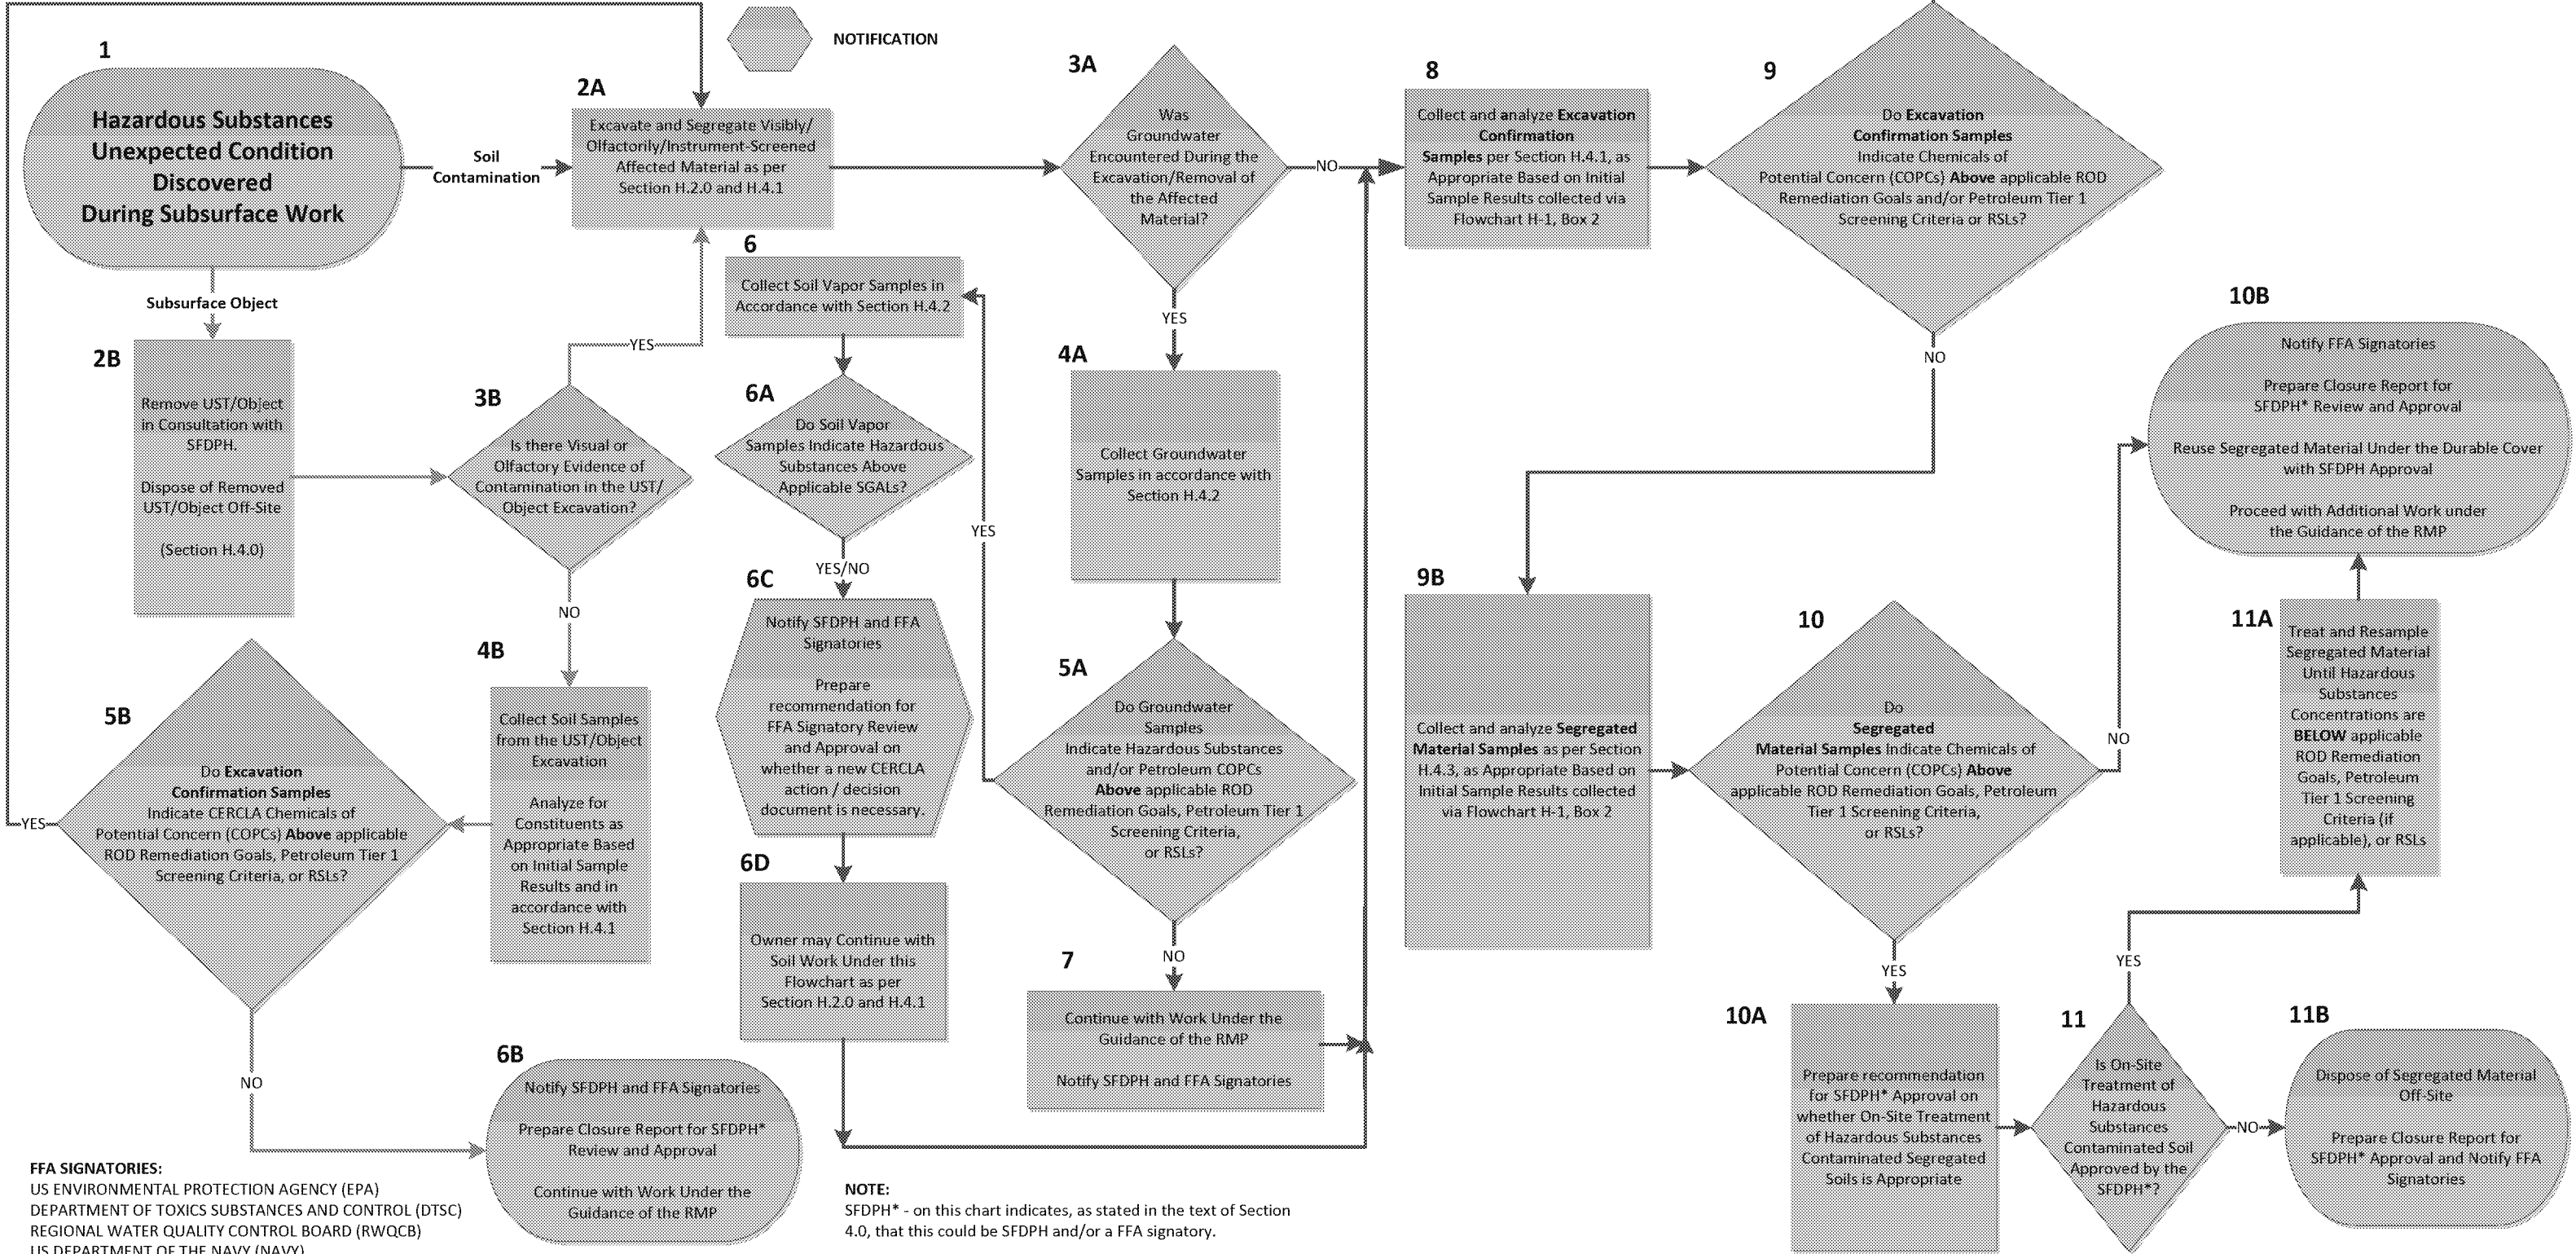 NOTIFICATION
1
Hazardous Substances
Unexpected Condition
Discovered
During Subsurface Work
Soil
Contamination
Subsurface Object
2A
Excavate and Segregate Visibly/
Olfactorily/Instrument-Screened
Affected Material as per
Section H.2.0 and H.4.1
2B
Remove UST/Object
in Consultation with
SFDPH.
Dispose of Removed
UST/Object Off-Site
(Section H.4.0)
3B
Is there Visual or
Olfactory Evidence of
Contamination in the UST/
Object Excavation?
YES
NO
4B
Collect Soil Samples
from the UST/Object
Excavation
Analyze for
Constituents as
Appropriate Based
on Initial Sample
Results and in
accordance with
Section H.4.1
5B
Do Excavation
Confirmation Samples
Indicate CERCLA Chemicals of
Potential Concern (COPCs) Above applicable
ROD Remediation Goals, Petroleum Tier 1
Screening Criteria, or RSLs?
YES
NO
6B
Notify SFDPH and FFA Signatories
Prepare Closure Report for SFDPH*
Review and Approval
Continue with Work Under the
Guidance of the RMP
3A
Was
Groundwater
Encountered During the
Excavation/Removal of
the Affected
Material?
NO
YES
4A
Collect Groundwater
Samples in accordance with
Section H.4.2
5A
Do Groundwater
Samples
Indicate Hazardous Substances
and/or Petroleum COPCs
Above applicable ROD
Remediation Goals, Petroleum Tier 1
Screening Criteria,
or RSLs?
YES
NO
6
Collect Soil Vapor Samples in
Accordance with Section H.4.2
6A
Do Soil Vapor
Samples Indicate Hazardous
Substances Above
Applicable SGALs?
YES/NO
6C
Notify SFDPH and FFA
Signatories
Prepare
recommendation for
FFA Signatory Review
and Approval on
whether a new CERCLA
action / decision
document is necessary.
6D
Owner may Continue with
Soil Work Under this
Flowchart as per
Section H.2.0 and H.4.1
7
Continue with Work Under the
Guidance of the RMP
Notify SFDPH and FFA Signatories
8
Collect and analyze Excavation
Confirmation
Samples per Section H.4.1, as
Appropriate Based on Initial
Sample Results collected via
Flowchart H-1, Box 2
9
Do Excavation
Confirmation Samples
Indicate Chemicals of
Potential Concern (COPCs) Above applicable ROD
Remediation Goals and/or Petroleum Tier 1
Screening Criteria or RSLs?
NO
9B
Collect and analyze Segregated
Material Samples as per Section
H.4.3, as Appropriate Based on
Initial Sample Results collected
via Flowchart H-1, Box 2
10
Do
Segregated
Material Samples Indicate Chemicals of
Potential Concern (COPCs) Above
applicable ROD Remediation Goals, Petroleum
Tier 1 Screening Criteria,
or RSLs?
NO
YES
10A
Prepare recommendation
for SFDPH* Approval on
whether On-Site Treatment
of Hazardous Substances
Contaminated Segregated
Soils is Appropriate
10B
Notify FFA Signatories
Prepare Closure Report for
SFDPH* Review and Approval
Reuse Segregated Material Under the Durable Cover
with SFDPH Approval
Proceed with Additional Work under
the Guidance of the RMP
11
Is On-Site
Treatment of
Hazardous
Substances
Contaminated Soil
Approved by the
SFDPH*?
YES
NO
11A
Treat and Resample
Segregated Material
Until Hazardous
Substances
Concentrations are
BELOW applicable
ROD Remediation
Goals, Petroleum
Tier 1 Screening
Criteria (if
applicable), or RSLs
11B
Dispose of Segregated Material
Off-Site
Prepare Closure Report for
SFDPH* Approval and Notify FFA
Signatories
FFA SIGNATORIES:
US ENVIRONMENTAL PROTECTION AGENCY (EPA)
DEPARTMENT OF TOXICS SUBSTANCES AND CONTROL (DTSC)
REGIONAL WATER QUALITY CONTROL BOARD (RWQCB)
US DEPARTMENT OF THE NAVY (NAVY)
NOTE:
SFDPH* - on this chart indicates, as stated in the text of Section
4.0, that this could be SFDPH and/or a FFA signatory.